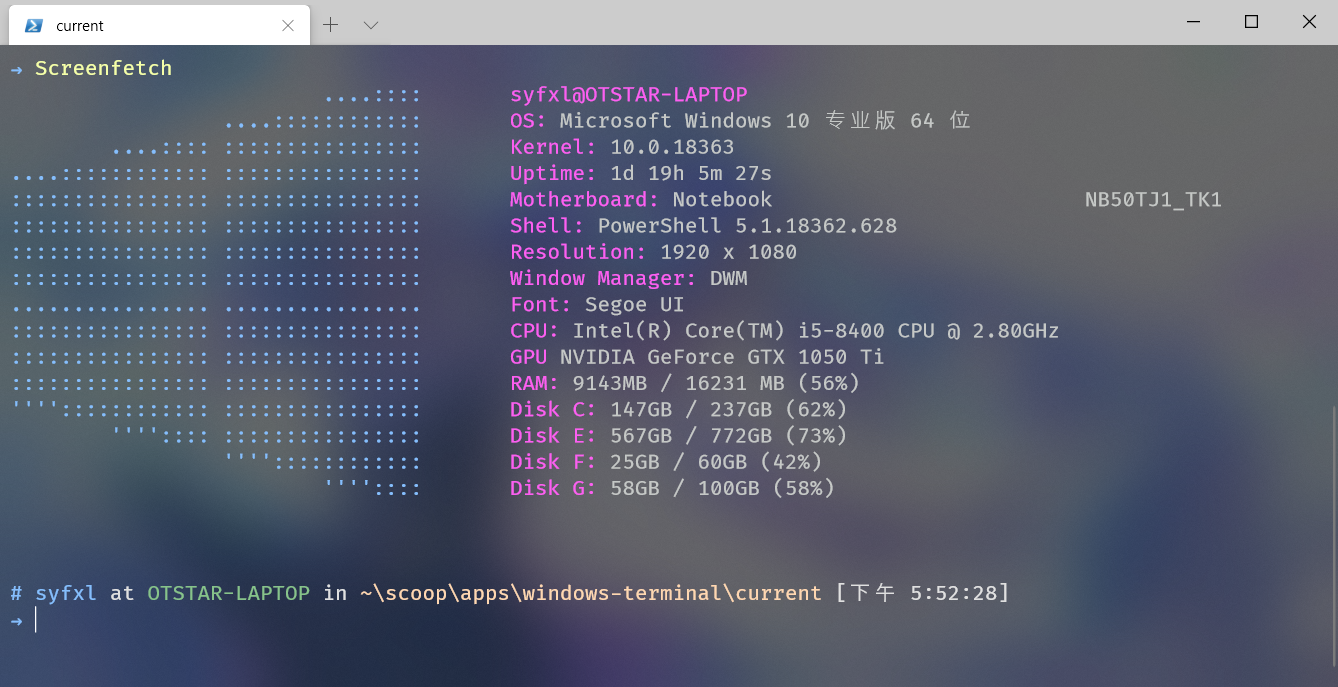 current
→ Screenfetch
....::::
syfxl@OTSTAR-LAPTOP
....::::::::::::
OS: Microsoft Windows 10 专业版 64 位
....:::: ::::::::::::::::
Kernel: 10.0.18363
....:::::::::::: ::::::::::::::::
Uptime: 1d 19h 5m 27s
:::::::::::::::: ::::::::::::::::
Motherboard: Notebook NB50TJ1_TK1
:::::::::::::::: ::::::::::::::::
Shell: PowerShell 5.1.18362.628
:::::::::::::::: ::::::::::::::::
Resolution: 1920 x 1080
:::::::::::::::: ::::::::::::::::
Window Manager: DWM
................ ................
Font: Segoe UI
:::::::::::::::: ::::::::::::::::
CPU: Intel(R) Core(TM) i5-8400 CPU @ 2.80GHz
:::::::::::::::: ::::::::::::::::
GPU NVIDIA GeForce GTX 1050 Ti
:::::::::::::::: ::::::::::::::::
RAM: 9143MB / 16231 MB (56%)
'''':::::::::::: ::::::::::::::::
Disk C: 147GB / 237GB (62%)
'''':::: ::::::::::::::::
Disk E: 567GB / 772GB (73%)
''''::::::::::::
Disk F: 25GB / 60GB (42%)
''''::::
Disk G: 58GB / 100GB (58%)
# syfxl at OTSTAR-LAPTOP in ~\scoop\apps\windows-terminal\current [下午 5:52:28]
→